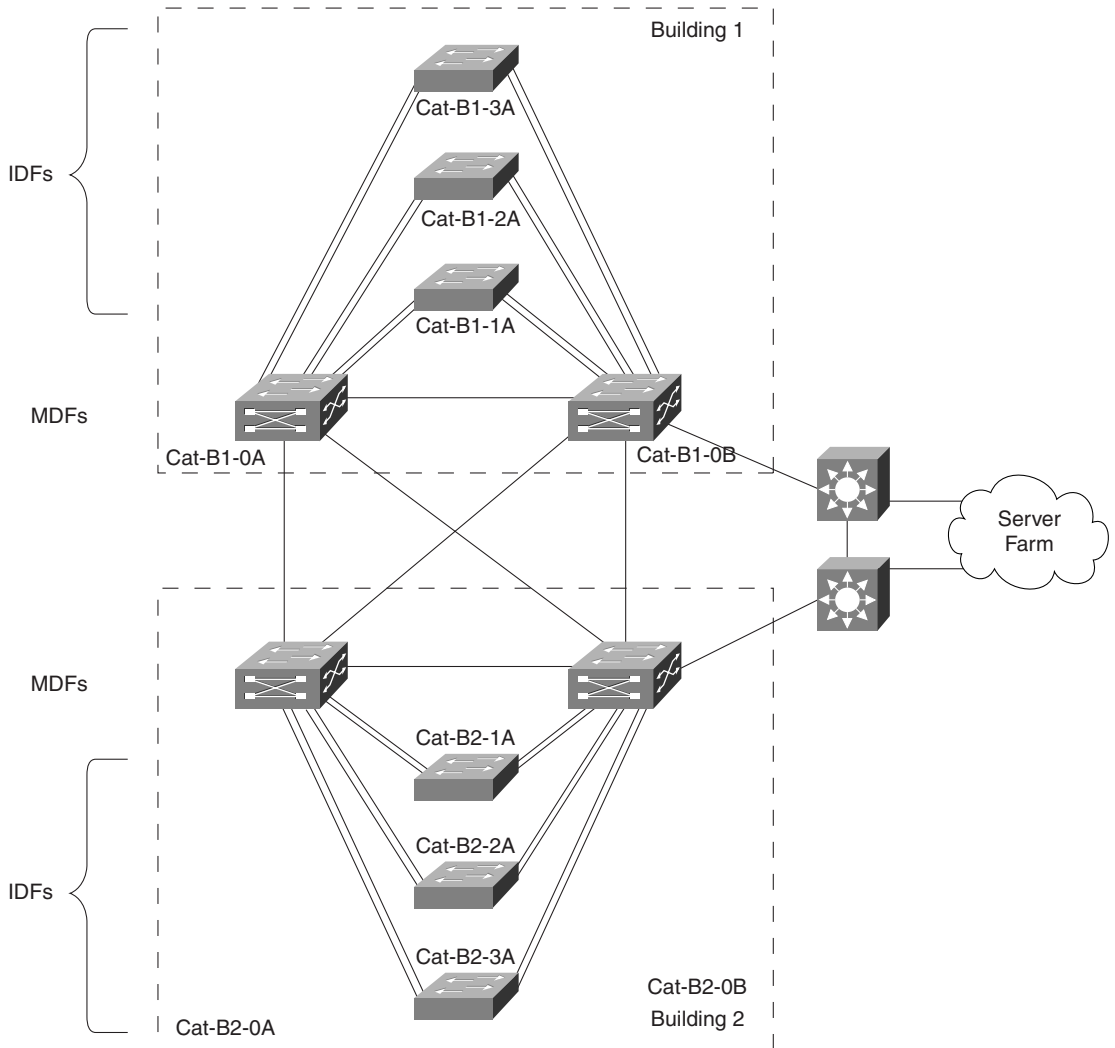 Building 1
Cat-B1-3A
IDFs
Cat-B1-2A
Cat-B1-1A
MDFs
Cat-B1-0A
Cat-B1-0B
Server
Farm
MDFs
Cat-B2-1A
Cat-B2-2A
IDFs
Cat-B2-3A
Cat-B2-0B
Cat-B2-0A
Building 2